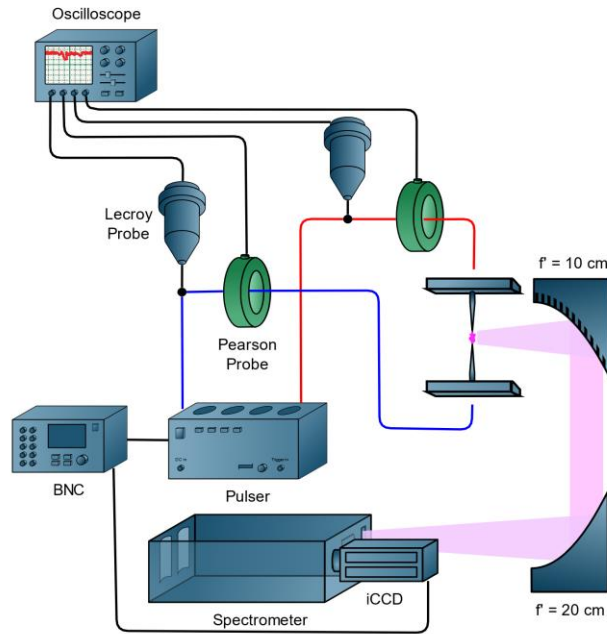 Oscilloscope
Lecroy
Probe
Pearson
Probe
f' = 10 cm
BNC
Pulser
iCCD
Spectrometer
f' = 20 cm